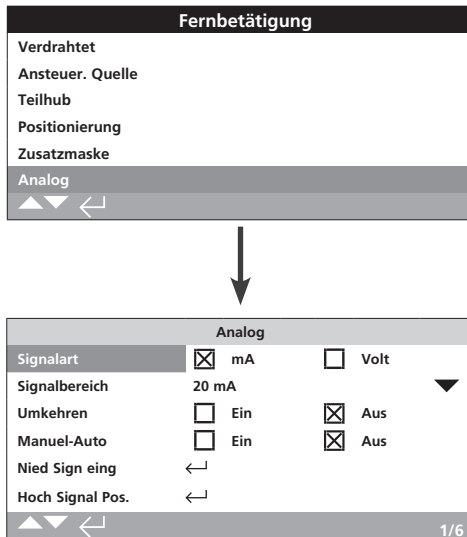 Fernbetätigung
Verdrahtet
Ansteuer. Quelle
Teilhub
Positionierung
Zusatzmaske
Analog
Analog
Signalart mA Volt
Signalbereich 20 mA
Umkehren Ein Aus
Manuel-Auto Ein Aus
Nied Sign eing
Hoch Signal Pos.
1/6